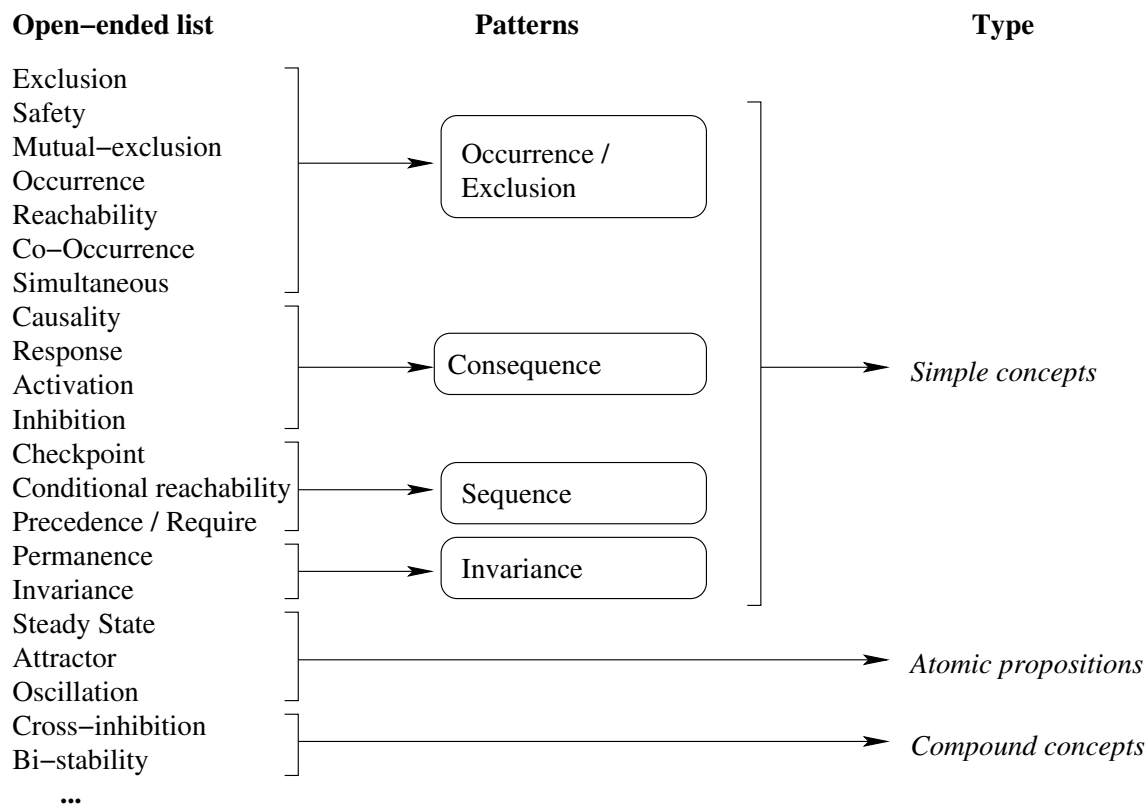 Open−ended list
Patterns
Type
Exclusion
Safety
Mutual−exclusion
Occurrence
Reachability
Co−Occurrence
Simultaneous
Causality
Response
Activation
Inhibition
Checkpoint
Conditional reachability
Precedence / Require
Permanence
Invariance
Steady State
Attractor
Oscillation
Cross−inhibition
Bi−stability
...
Occurrence /
Exclusion
Consequence
Sequence
Invariance
Simple concepts
Atomic propositions
Compound concepts